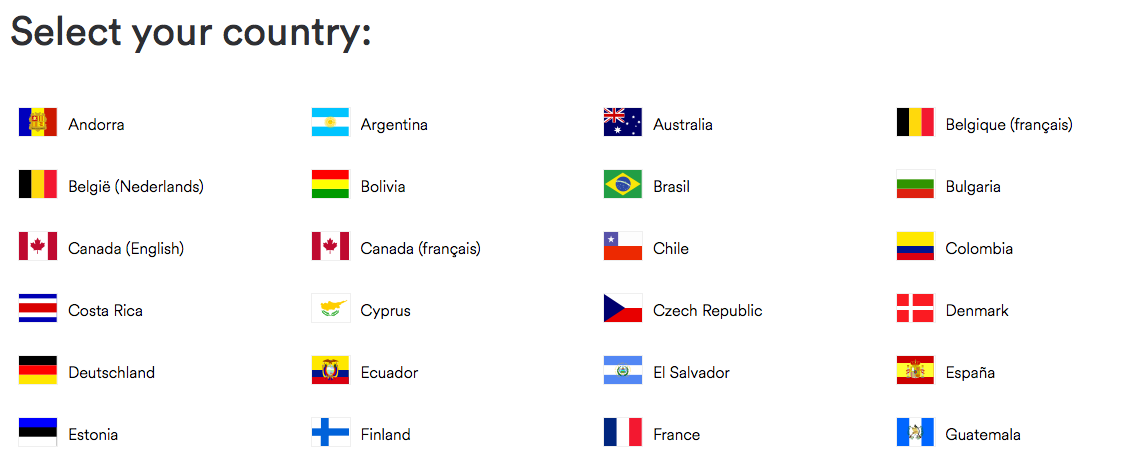 Select your country:
Andorra
Argentina
Australia
Belgique (français)
België (Nederlands)
Bolivia
Brasil
Bulgaria
Canada (English)
Canada (français)
Chile
Colombia
Costa Rica
Cyprus
Czech Republic
Denmark
Deutschland
Ecuador
El Salvador
España
Estonia
Finland
France
Guatemala